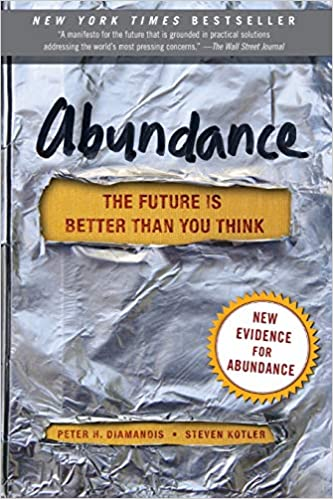 NEW YORK TIMES BESTSELLER
"A manifesto for the future that is grounded in practical solutions
addressing the world's most pressing concerns." —The Wall Street Journal
Abundance
THE FUTURE IS
BETTER THAN YOU THINK
NEW
EVIDENCE
FOR
ABUNDANCE
PETER H. DIAMANDIS • STEVEN KOTLER